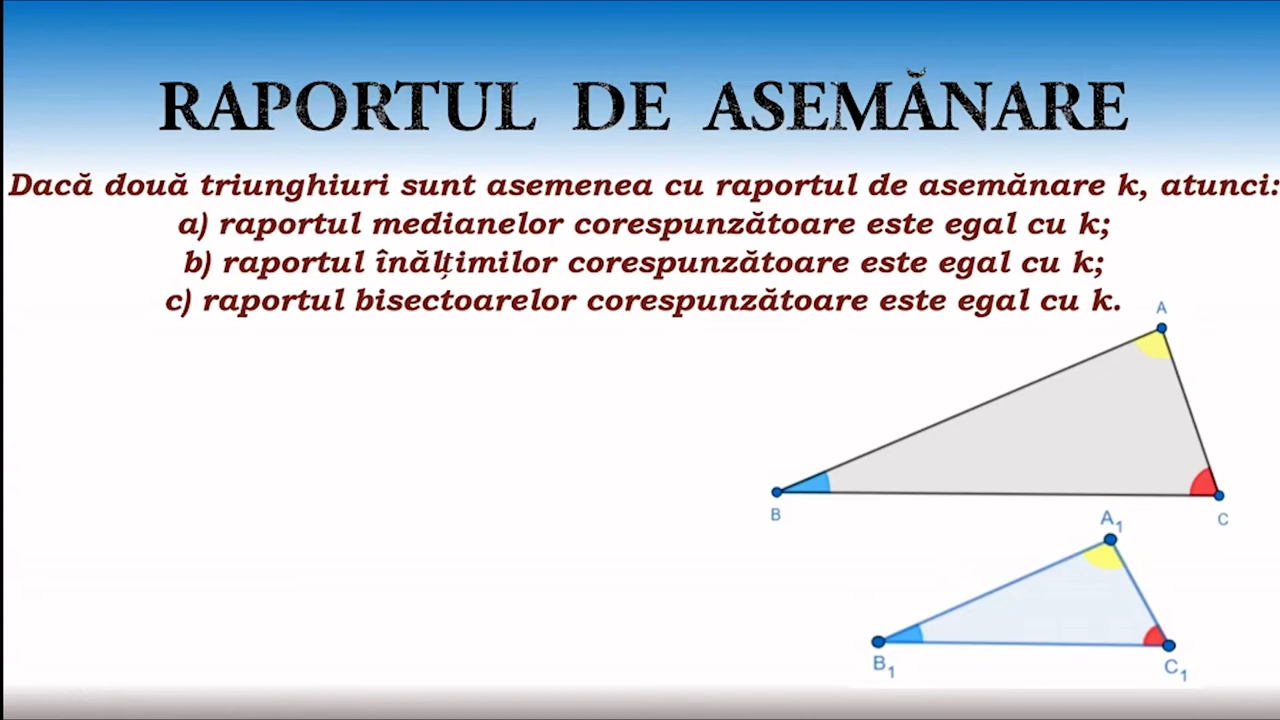 RAPORTUL DE ASEMĂNARE
Dacă două triunghiuri sunt asemenea cu raportul de asemănare k, atunci:
a) raportul medianelor corespunzătoare este egal cu k;
b) raportul înălțimilor corespunzătoare este egal cu k;
c) raportul bisectoarelor corespunzătoare este egal cu k.
A
B
C
A₁
B₁
C₁